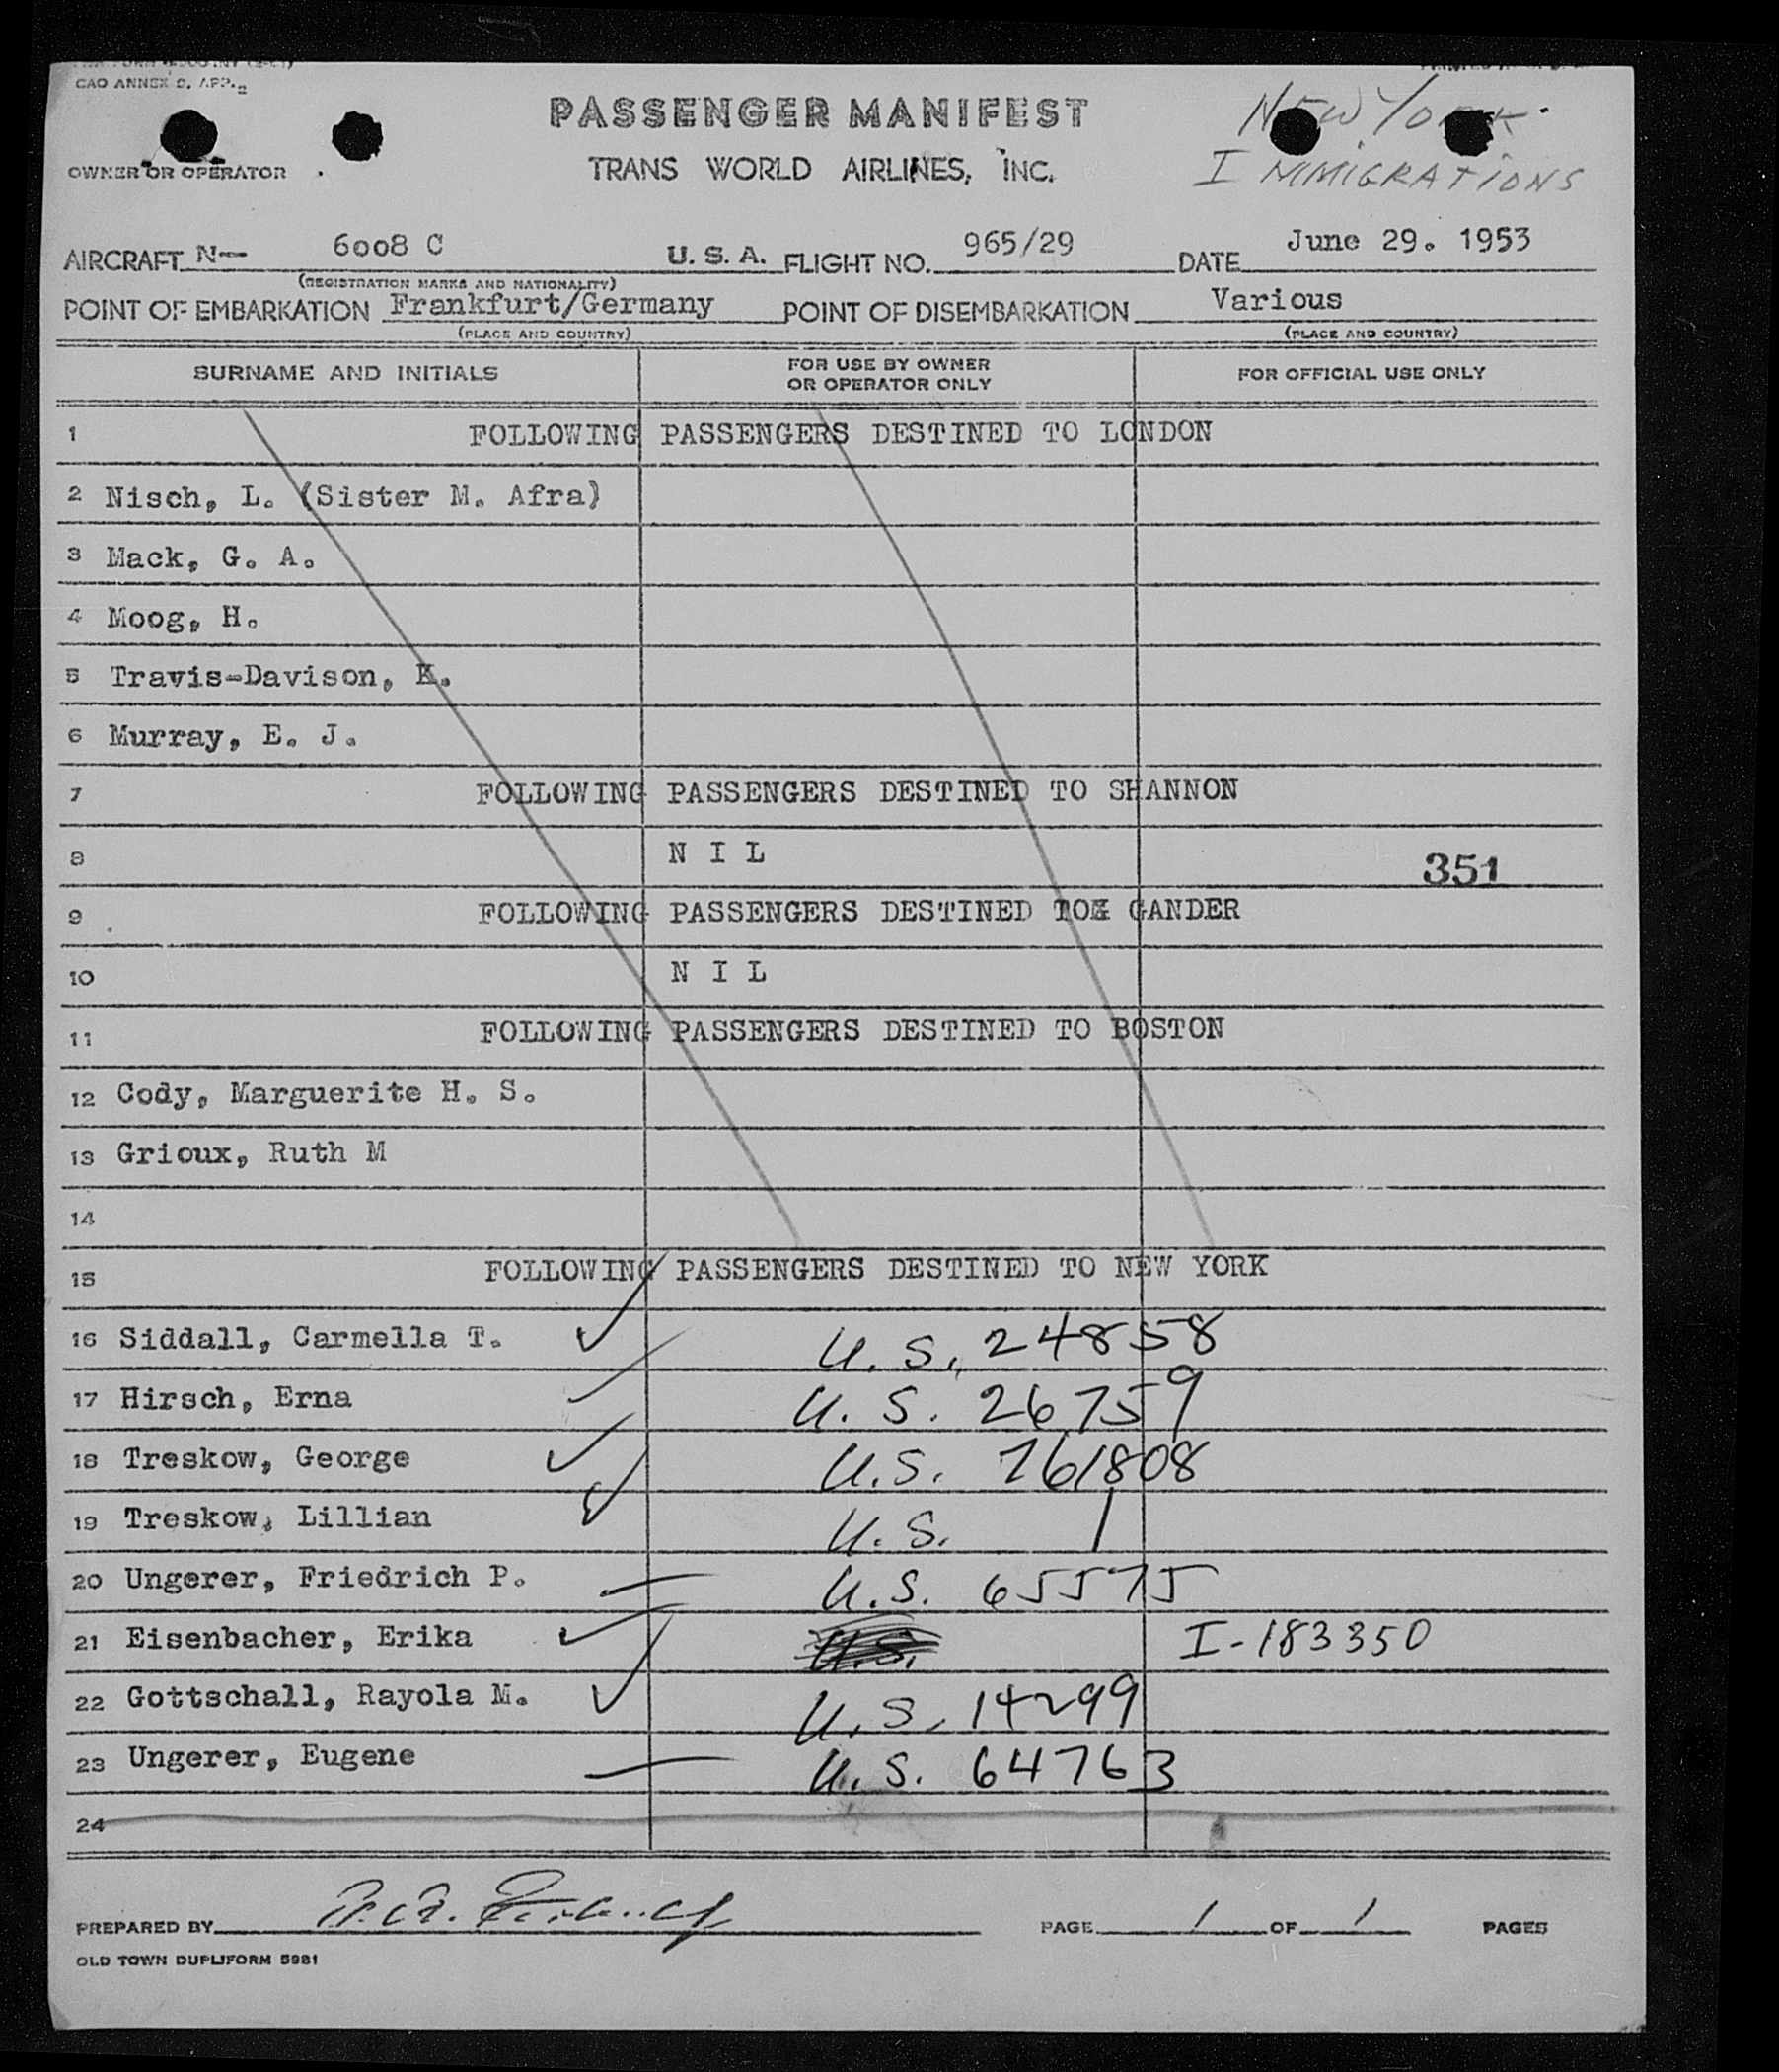 CAO ANNEX 9, APP. 2
PASSENGER MANIFEST
NEW YORK
OWNER OR OPERATOR
TRANS WORLD AIRLINES, INC.
IMMIGRATIONS
AIRCRAFT N— 6008 C U. S. A. FLIGHT NO. 965/29 DATE June 29. 1953
(REGISTRATION MARKS AND NATIONALITY)
POINT OF EMBARKATION Frankfurt/Germany POINT OF DISEMBARKATION Various
(PLACE AND COUNTRY) (PLACE AND COUNTRY)
SURNAME AND INITIALS FOR USE BY OWNER OR OPERATOR ONLY FOR OFFICIAL USE ONLY
1 FOLLOWING PASSENGERS DESTINED TO LONDON
2 Nisch, L. (Sister M. Afra)
3 Mack, G. A.
4 Moog, H.
5 Travis-Davison, K.
6 Murray, E. J.
7 FOLLOWING PASSENGERS DESTINED TO SHANNON
8 N I L 351
9 FOLLOWING PASSENGERS DESTINED TO GANDER
10 N I L
11 FOLLOWING PASSENGERS DESTINED TO BOSTON
12 Cody, Marguerite H. S.
13 Grioux, Ruth M
14
15 FOLLOWING PASSENGERS DESTINED TO NEW YORK
16 Siddall, Carmella T. U. S. 24858
17 Hirsch, Erna U. S. 26759
18 Treskow, George U.S. 161808
19 Treskow, Lillian U. S.
20 Ungerer, Friedrich P. U.S. 65575
21 Eisenbacher, Erika U.S. I-183350
22 Gottschall, Rayola M. U.S. 14299
23 Ungerer, Eugene U. S. 64763
24
PREPARED BY PAGE 1 OF 1 PAGES
OLD TOWN DUPLIFORM 5981